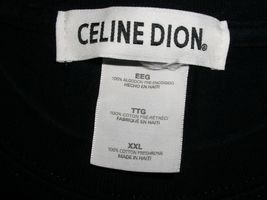 CELINE DION®
EEG
100% ALGODON PRE-ENCOGIDO
HECHO EN HAITI
TTG
100% COTON PRÉ-RÉTRÉCI
FABRIQUÉ EN HAITI
XXL
100% COTTON PRESHRUNK
MADE IN HAITI